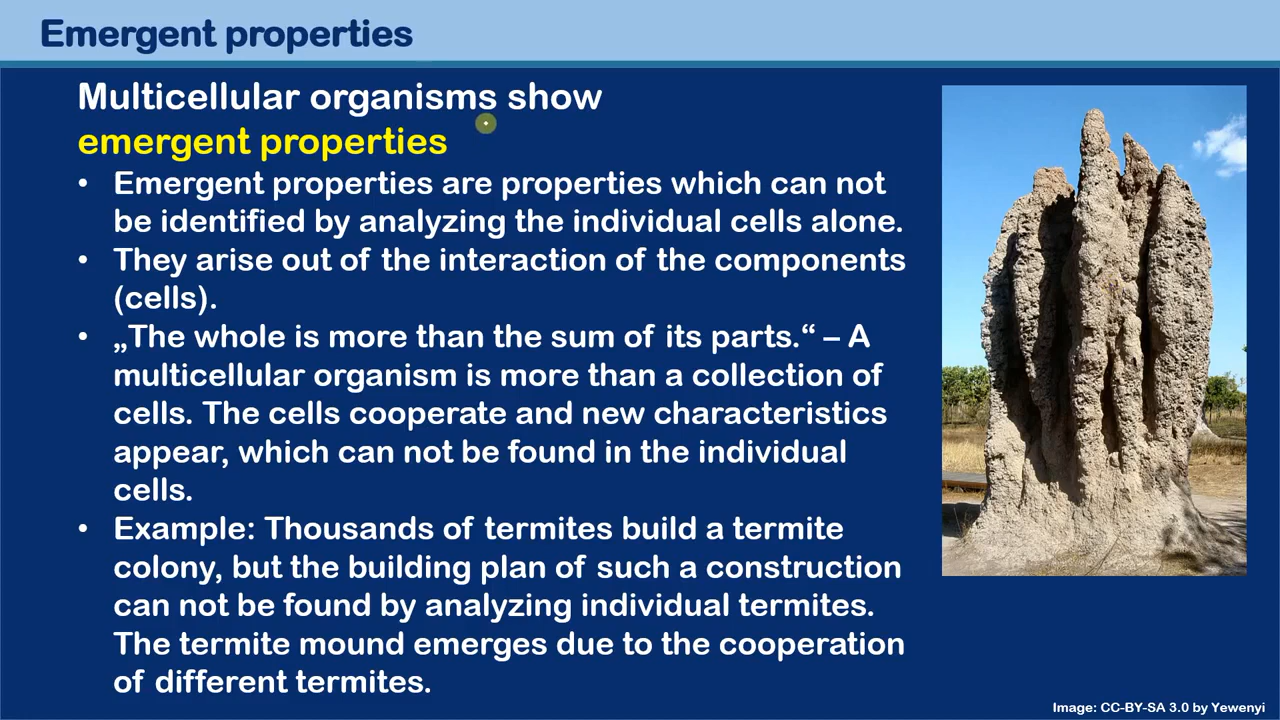 Emergent properties
Multicellular organisms show
emergent properties
• Emergent properties are properties which can not
be identified by analyzing the individual cells alone.
• They arise out of the interaction of the components
(cells).
• „The whole is more than the sum of its parts.“ – A
multicellular organism is more than a collection of
cells. The cells cooperate and new characteristics
appear, which can not be found in the individual
cells.
• Example: Thousands of termites build a termite
colony, but the building plan of such a construction
can not be found by analyzing individual termites.
The termite mound emerges due to the cooperation
of different termites.
Image: CC-BY-SA 3.0 by Yewenyi